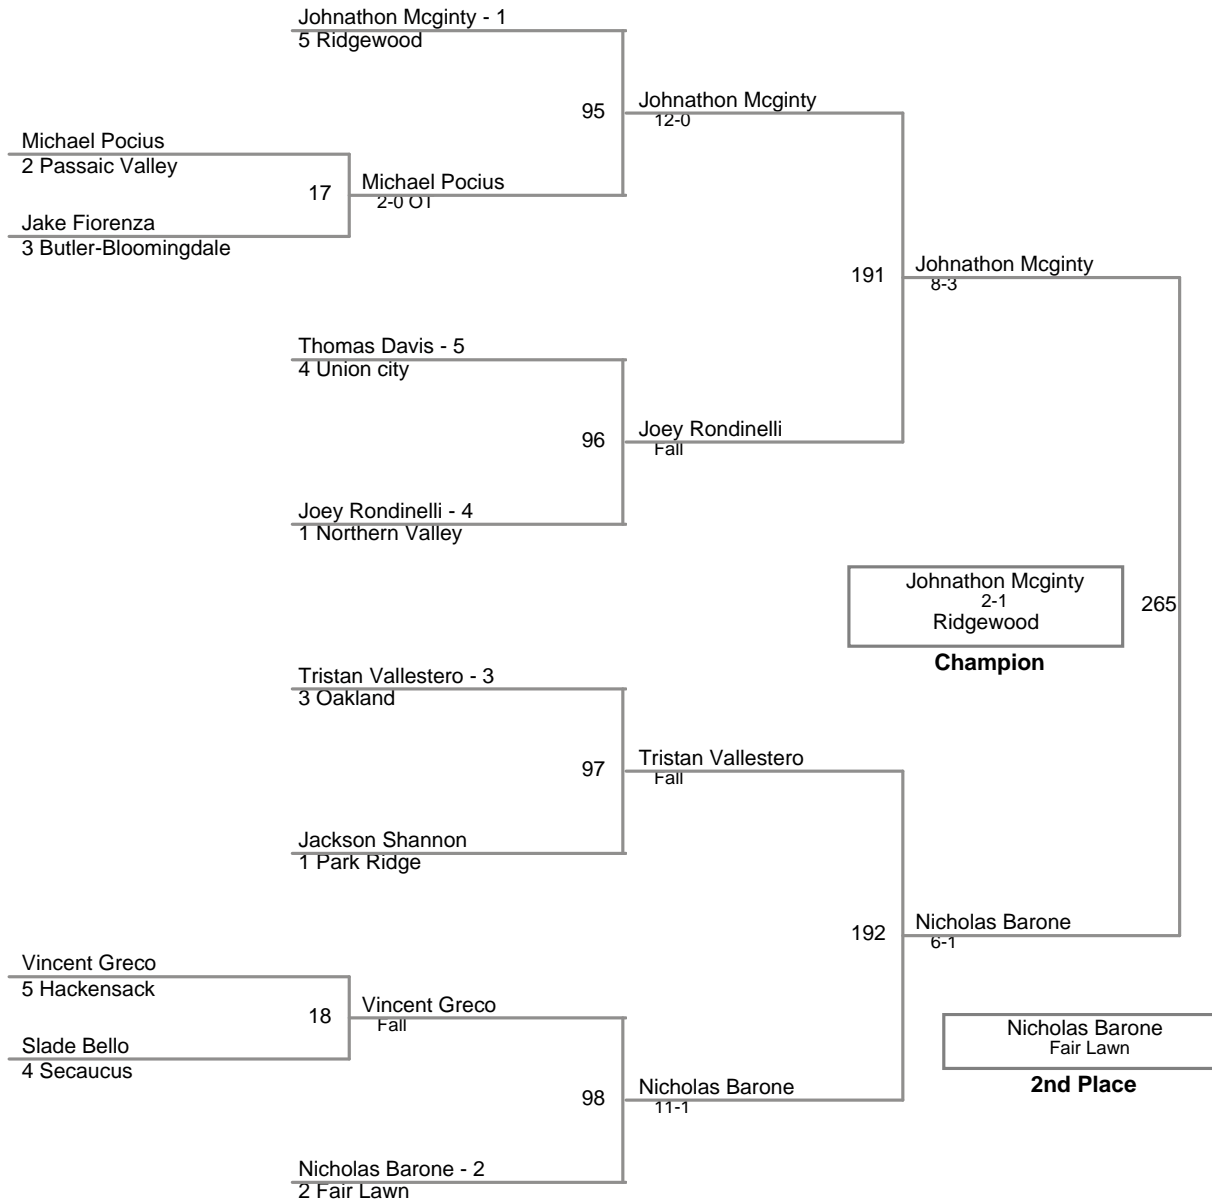 Johnathon Mcginty - 1
5 Ridgewood
95
Johnathon Mcginty
12-0
Michael Pocius
2 Passaic Valley
17
Michael Pocius
2-0 OT
Jake Fiorenza
3 Butler-Bloomingdale
191
Johnathon Mcginty
8-3
Thomas Davis - 5
4 Union city
96
Joey Rondinelli
Fall
Joey Rondinelli - 4
1 Northern Valley
Johnathon Mcginty
2-1
Ridgewood
Champion
265
Tristan Vallestero - 3
3 Oakland
97
Tristan Vallestero
Fall
Jackson Shannon
1 Park Ridge
192
Nicholas Barone
6-1
Vincent Greco
5 Hackensack
18
Vincent Greco
Fall
Slade Bello
4 Secaucus
Nicholas Barone
Fair Lawn
2nd Place
98
Nicholas Barone
11-1
Nicholas Barone - 2
2 Fair Lawn